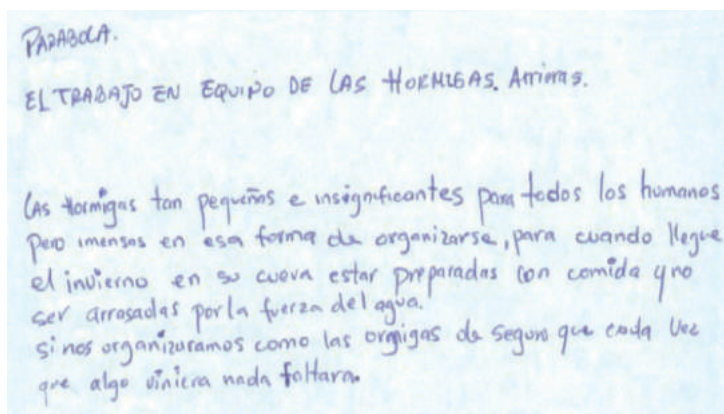 PARABOLA.
EL TRABAJO EN EQUIPO DE LAS HORMIGAS. Arrieras.
LAS Hormigas tan pequeñas e insignificantes para todos los humanos
pero imensas en esa forma de organizarse, para cuando llegue
el invierno en su cueva estar preparadas con comida y no
ser arrasadas por la fuerza del agua.
si nos organizaramos como las ormigas de seguro que cada vez
que algo viniera nada faltara.